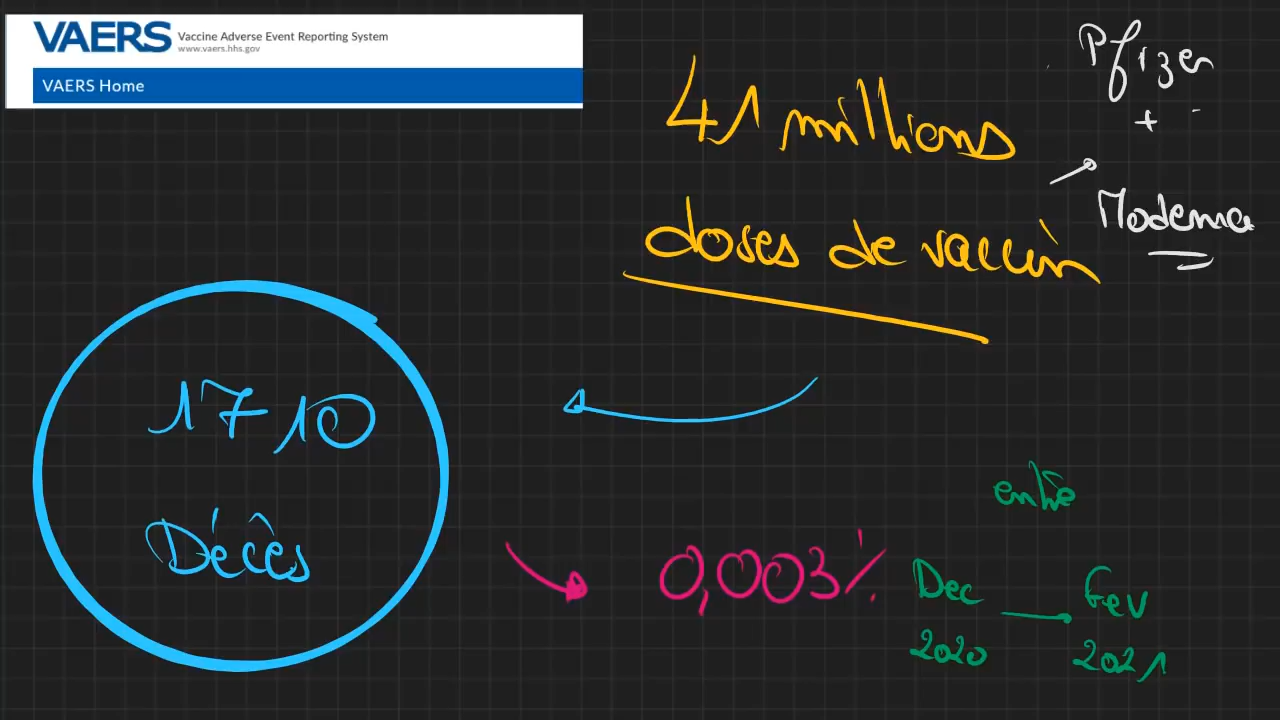 VAERS Vaccine Adverse Event Reporting System
www.vaers.hhs.gov
VAERS Home
Pfizer
+
Moderna
41 millions
doses de vaccin
1710
Décès
0,003%
entre
Dec Fev
2020 2021